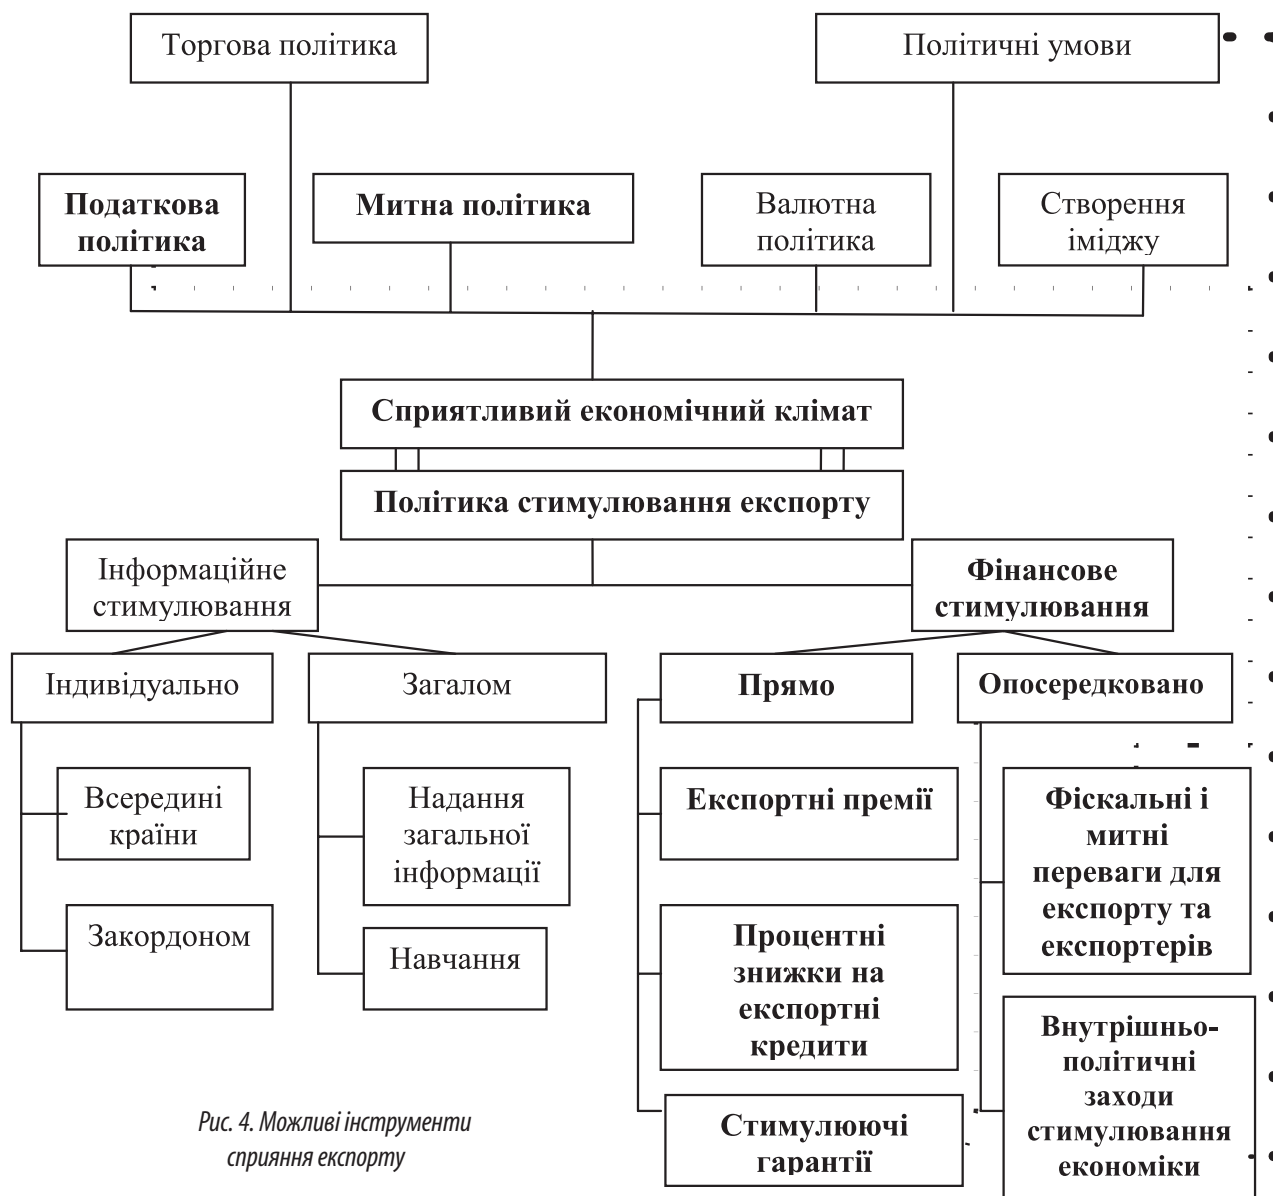 Торгова політика
Політичні умови
Податкова
політика
Митна політика
Валютна
політика
Створення
іміджу
Сприятливий економічний клімат
Політика стимулювання експорту
Інформаційне
стимулювання
Фінансове
стимулювання
Індивідуально
Загалом
Прямо
Опосередковано
Всередині
країни
Закордоном
Надання
загальної
інформації
Навчання
Експортні премії
Процентні
знижки на
експортні
кредити
Стимулюючі
гарантії
Фіскальні і
митні
переваги для
експорту та
експортерів
Внутрішньо-
політичні
заходи
стимулювання
економіки
Рис. 4. Можливі інструменти
сприяння експорту